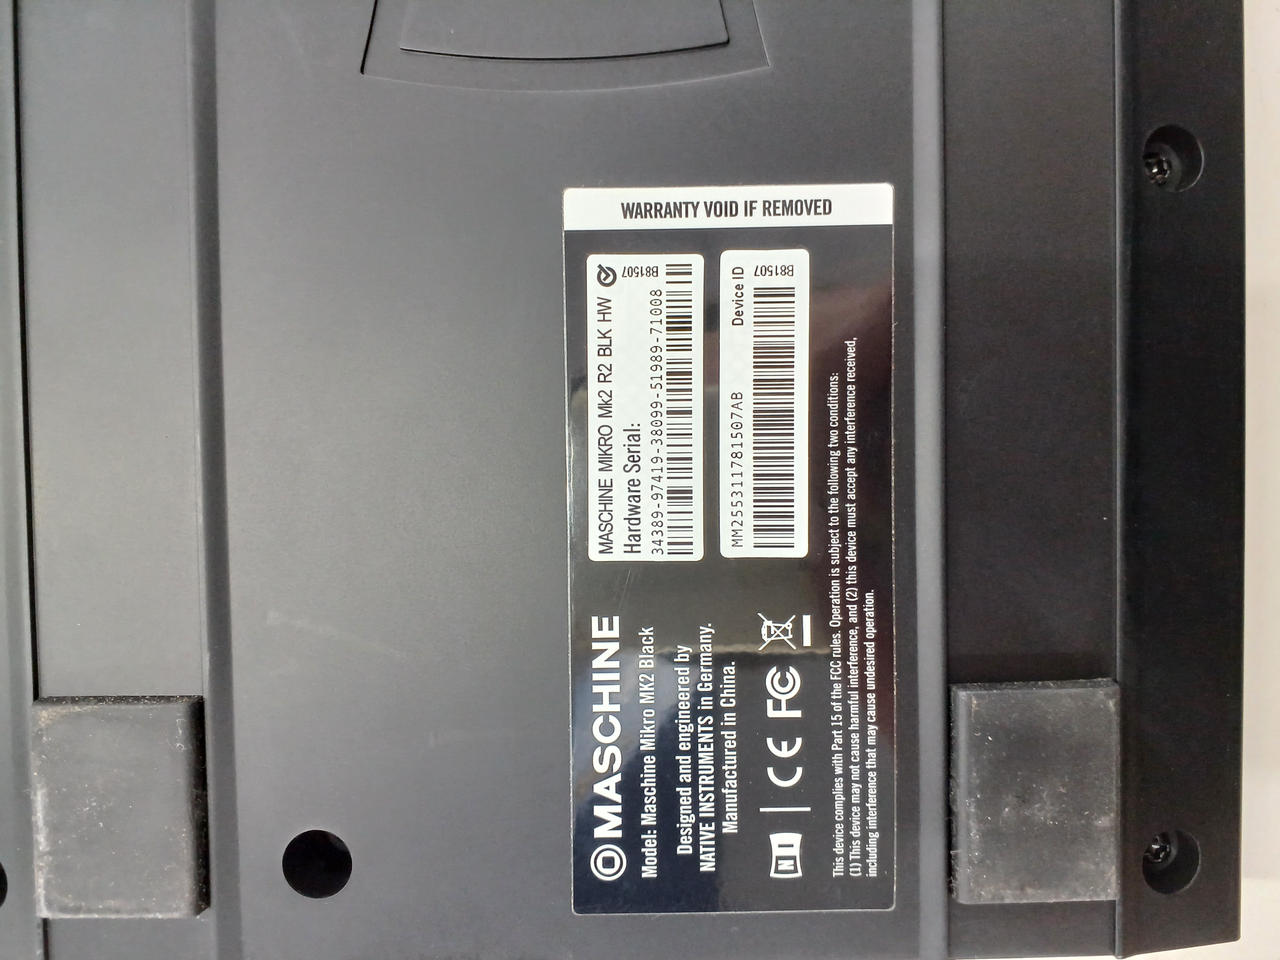 WARRANTY VOID IF REMOVED
MASCHINE MIKRO Mk2 R2 BLK HW
Hardware Serial:
34389-97419-38099-51989-71008
B81507
Device ID
MM255311781507AB
B81507
MASCHINE
Model: Maschine Mikro MK2 Black
Designed and engineered by
NATIVE INSTRUMENTS in Germany.
Manufactured in China.
NI CE FC
This device complies with Part 15 of the FCC rules. Operation is subject to the following two conditions:
(1) This device may not cause harmful interference, and (2) this device must accept any interference received,
including interference that may cause undesired operation.